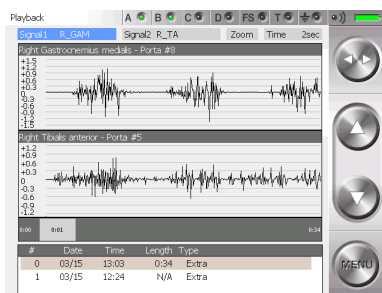 Playback A B C D FS T
Signal1 R_GAM Signal2 R_TA Zoom Time 2sec
Right Gastrocnemius medialis - Porta #8
+1.5
+1.2
+0.9
+0.6
+0.3
0
-0.3
-0.6
-0.9
-1.2
-1.5
Right Tibialis anterior - Porta #5
+1.2
+0.9
+0.6
+0.3
0
-0.3
-0.6
-0.9
-1.2
0:00 0:01 0:34
# Date Time Length Type
0 03/15 13:03 0:34 Extra
1 03/15 12:24 N/A Extra
MENU